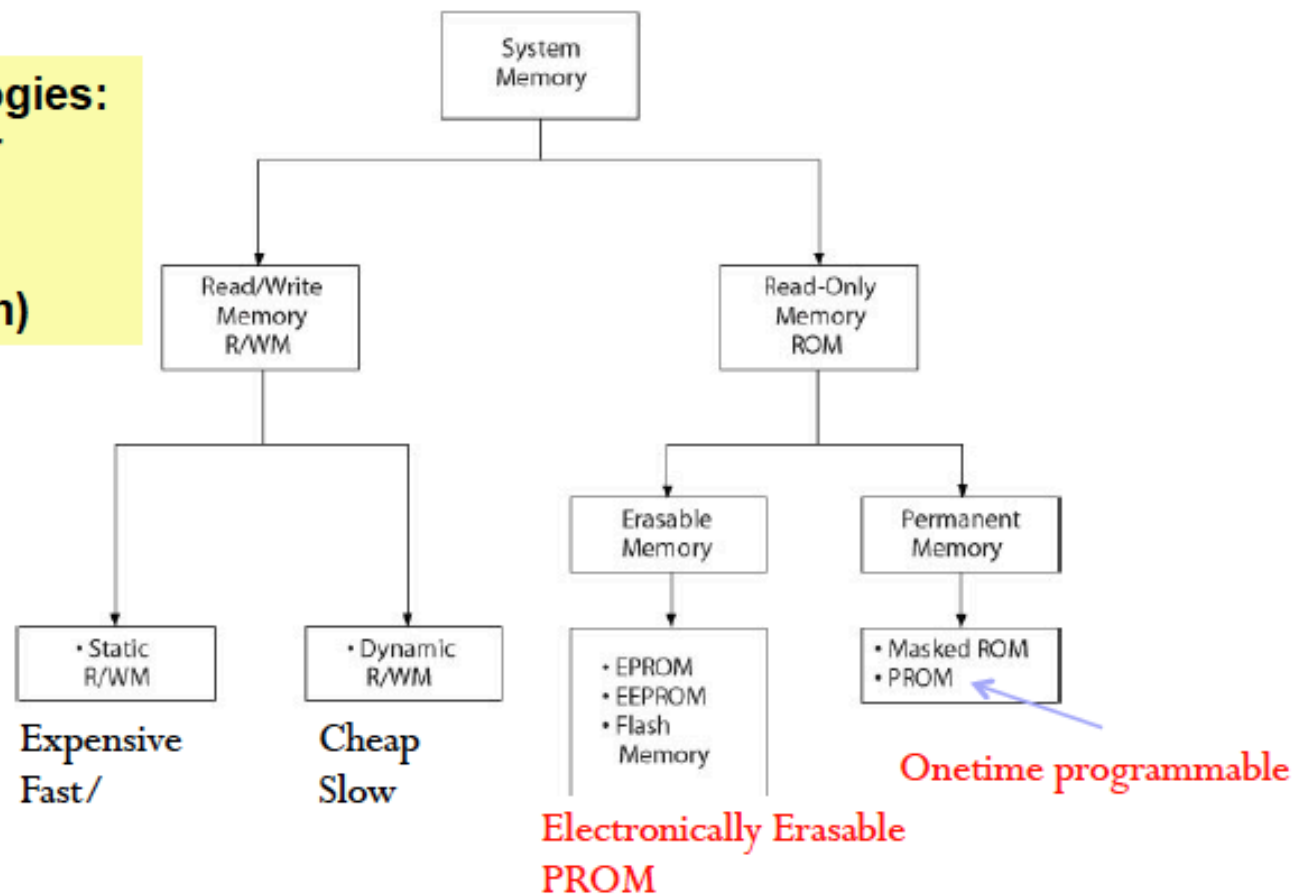 ogies:
n)
System
Memory
Read/Write
Memory
R/WM
Read-Only
Memory
ROM
Erasable
Memory
Permanent
Memory
• Static
R/WM
• Dynamic
R/WM
• EPROM
• EEPROM
• Flash
Memory
• Masked ROM
• PROM
Expensive
Fast/
Cheap
Slow
Onetime programmable
Electronically Erasable
PROM